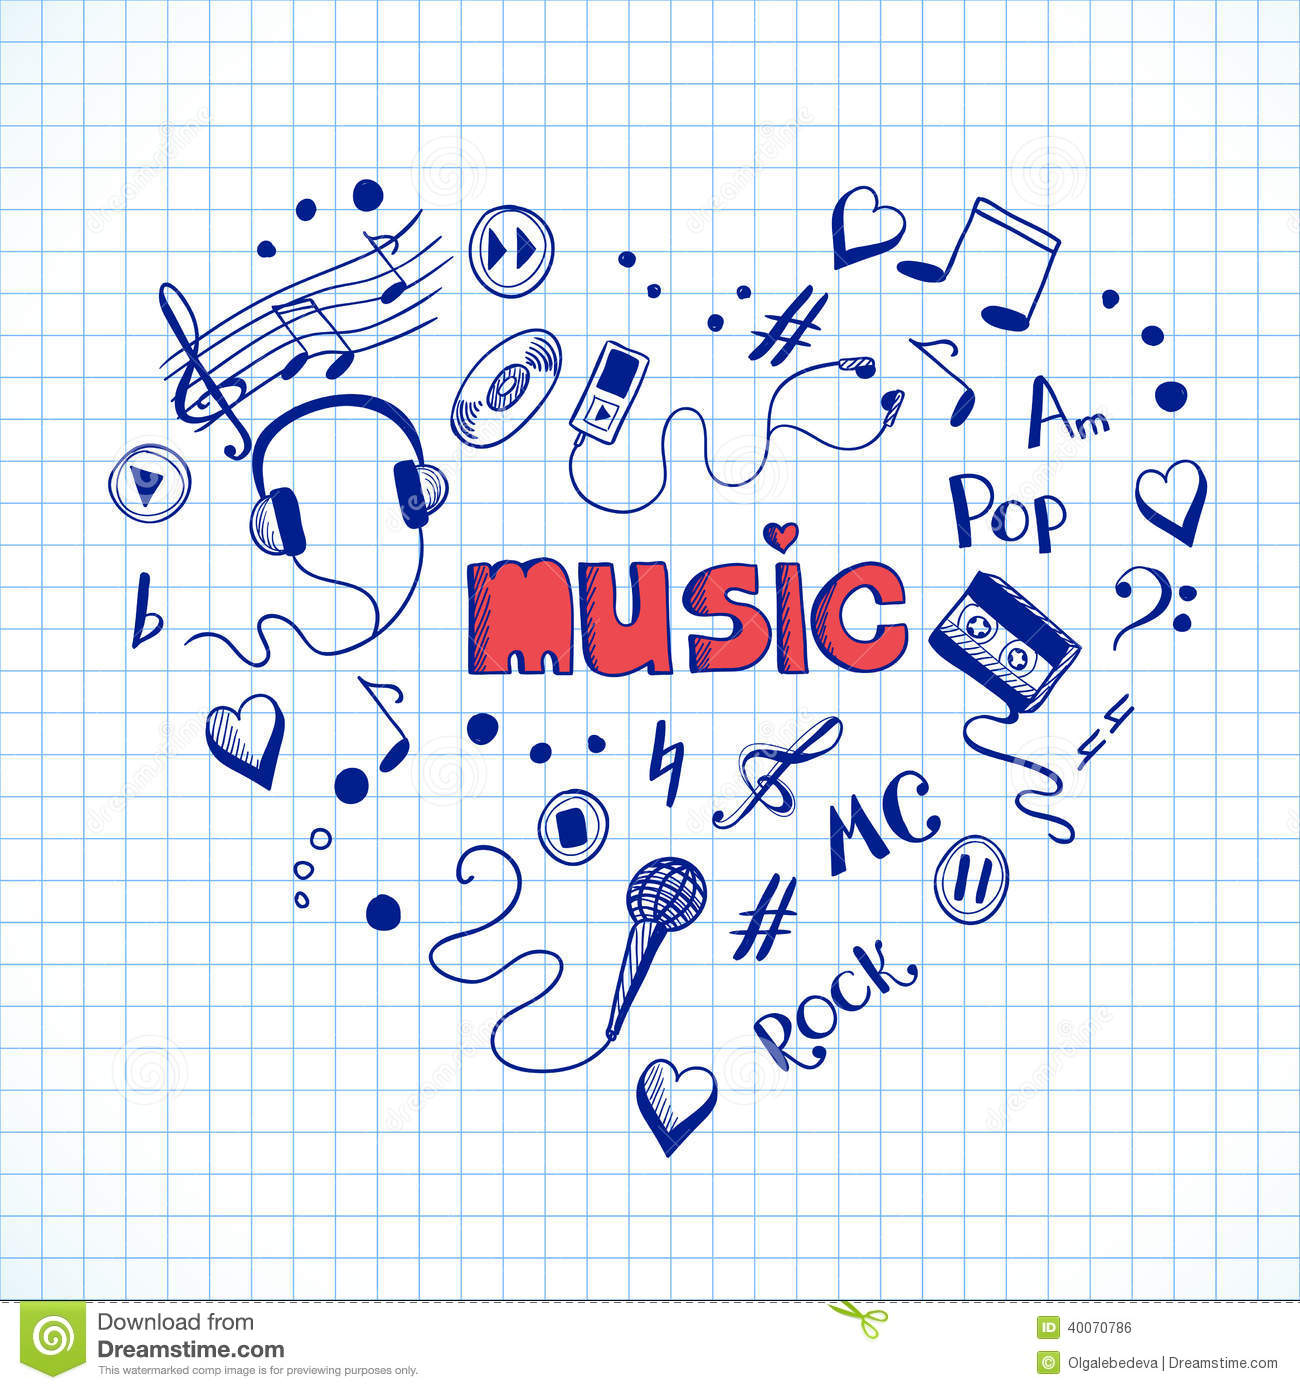 Am
Pop
music
MC
ROCK
Download from
Dreamstime.com
This watermarked comp image is for previewing purposes only.
ID 40070786
© Olgalebedeva | Dreamstime.com